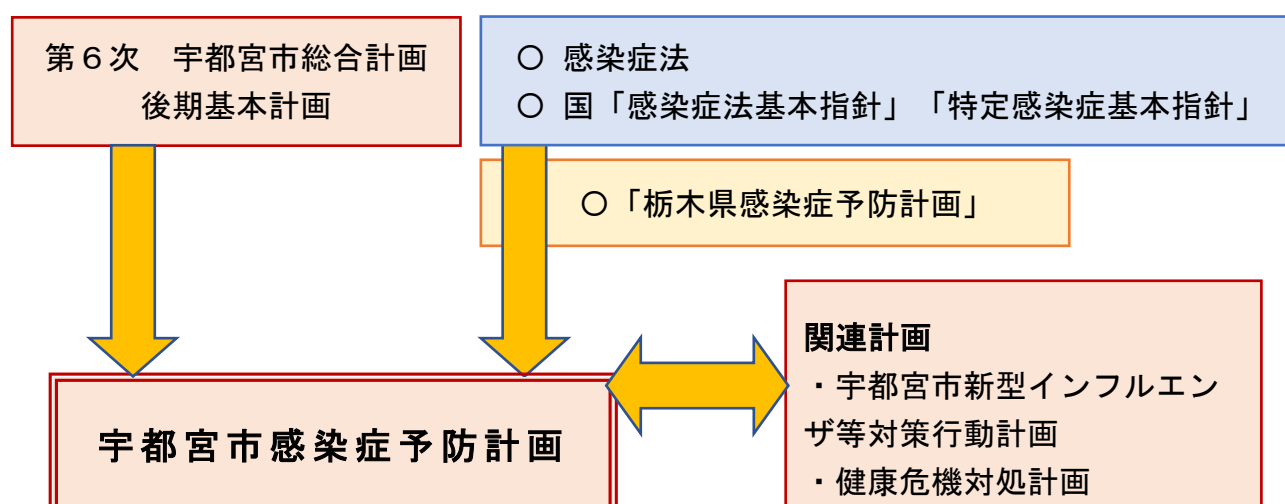 第６次　宇都宮市総合計画
後期基本計画
○ 感染症法
○ 国「感染症法基本指針」「特定感染症基本指針」
○「栃木県感染症予防計画」
関連計画
・宇都宮市新型インフルエン
ザ等対策行動計画
・健康危機対処計画
宇都宮市感染症予防計画